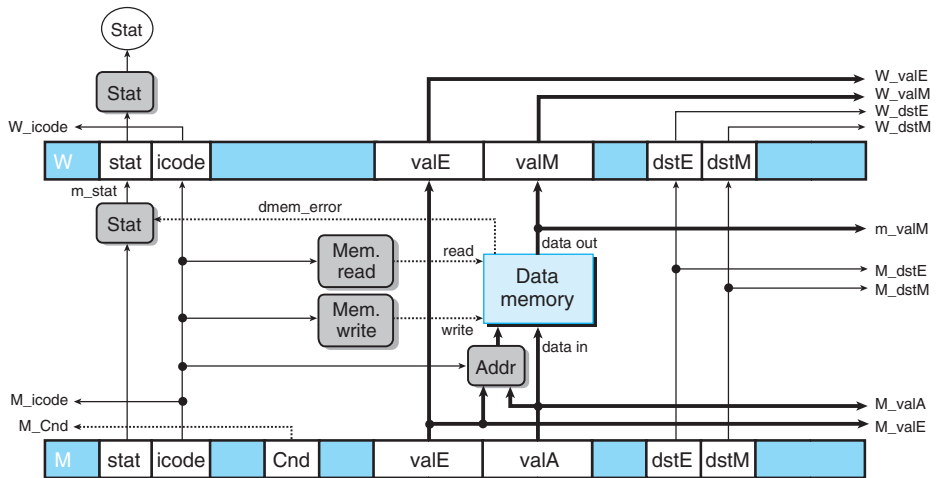 Stat
Stat
W_valE
W_valM
W_dstE
W_dstM
W_icode
W stat icode valE valM dstE dstM
m_stat
dmem_error
Stat
m_valM
data out
Mem. read
read
Data memory
M_dstE
M_dstM
Mem. write
write
data in
Addr
M_icode
M_valA
M_Cnd
M_valE
M stat icode Cnd valE valA dstE dstM